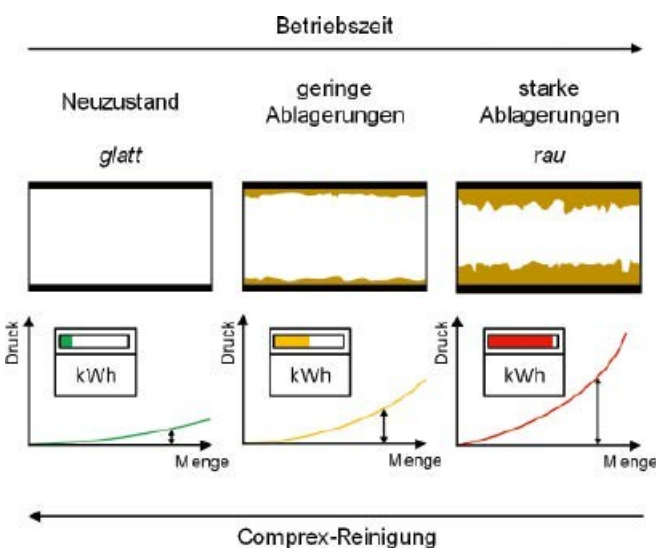 Betriebszeit
Neuzustand
geringe
Ablagerungen
starke
Ablagerungen
glatt
rau
Druck
kWh
Menge
Druck
kWh
Menge
Druck
kWh
Menge
Comprex-Reinigung